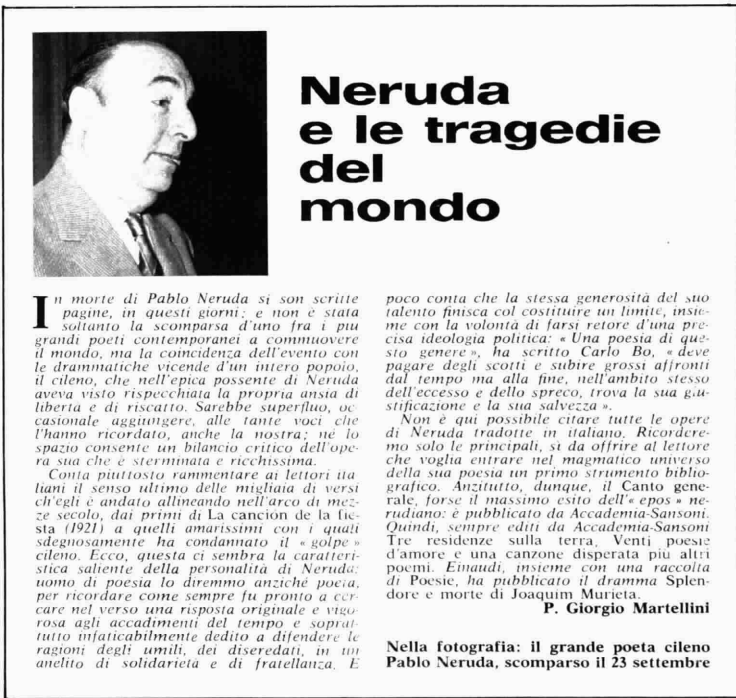 Neruda
e le tragedie
del
mondo
In morte di Pablo Neruda si son scritte
pagine, in questi giorni; e non è stata
soltanto la scomparsa d'uno fra i più
grandi poeti contemporanei a commuovere
il mondo, ma la coincidenza dell'evento con
le drammatiche vicende d'un intero popolo,
il cileno, che nell'epica possente di Neruda
aveva visto rispecchiata la propria ansia di
libertà e di riscatto. Sarebbe superfluo, oc
casionale aggiungere, alle tante voci che
l'hanno ricordato, anche la nostra; né lo
spazio consente un bilancio critico dell'ope-
ra sua che è sterminata e ricchissima.
Conta piuttosto rammentare ai lettori ita
liani il senso ultimo delle migliaia di versi
ch'egli è andato allineando nell'arco di mez-
ze secolo, dai primi di La canciòn de la fie-
sta (1921) a quelli amarissimi con i quali
sdegnosamente ha condannato il « golpe »
cileno. Ecco, questa ci sembra la caratteri-
stica saliente della personalità di Neruda:
uomo di poesia lo diremmo anziché poeta,
per ricordare come sempre fu pronto a cer-
care nel verso una risposta originale e vigo-
rosa agli accadimenti del tempo e soprat-
tutto infaticabilmente dedito a difendere le
ragioni degli umili, dei diseredati, in un
anelito di solidarietà e di fratellanza. E
poco conta che la stessa generosità del suo
talento finisca col costituire un limite, insie-
me con la volontà di farsi retore d'una pre-
cisa ideologia politica: « Una poesia di que-
sto genere », ha scritto Carlo Bo, « deve
pagare degli scotti e subire grossi affronti
dal tempo ma alla fine, nell'ambito stesso
dell'eccesso e dello spreco, trova la sua giu-
stificazione e la sua salvezza ».
Non è qui possibile citare tutte le opere
di Neruda tradotte in italiano. Ricordere-
mo solo le principali, sì da offrire al lettore
che voglia entrare nel magmatico universo
della sua poesia un primo strumento biblio-
grafico. Anzitutto, dunque, il Canto gene-
rale, forse il massimo esito dell'« epos » ne-
rudiano: è pubblicato da Accademia-Sansoni.
Quindi, sempre editi da Accademia-Sansoni
Tre residenze sulla terra, Venti poesie
d'amore e una canzone disperata più altri
poemi. Einaudi, insieme con una raccolta
di Poesie, ha pubblicato il dramma Splen-
dore e morte di Joaquim Murieta.
P. Giorgio Martellini
Nella fotografia: il grande poeta cileno
Pablo Neruda, scomparso il 23 settembre